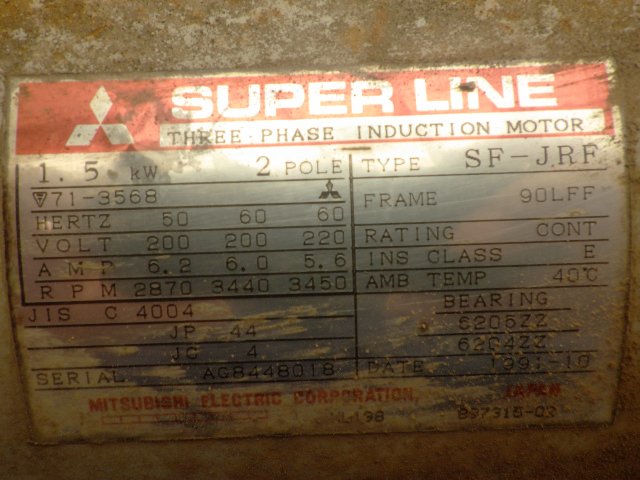 SUPER LINE
THREE PHASE INDUCTION MOTOR
1.5 kW 2 POLE
71-3568
HERTZ 50 60 60
VOLT 200 200 220
AMP 6.2 6.0 5.6
RPM 2870 3440 3450
JIS C 4004
JP 44
JC 4
SERIAL AG8448018
TYPE SF-JRF
FRAME 90LFF
RATING CONT
INS CLASS E
AMB TEMP 40℃
BEARING
6205ZZ
6204ZZ
DATE 1991-10
MITSUBISHI ELECTRIC CORPORATION, JAPAN